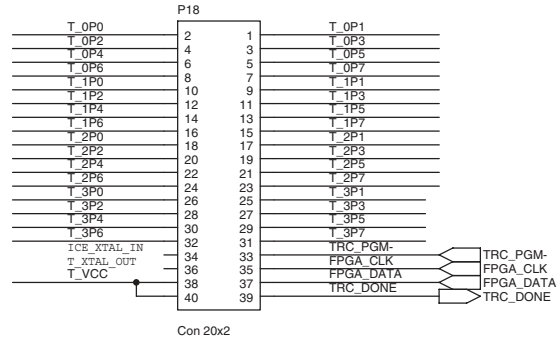 P18
T_0P0 2 1 T_0P1
T_0P2 4 3 T_0P3
T_0P4 6 5 T_0P5
T_0P6 8 7 T_0P7
T_1P0 10 9 T_1P1
T_1P2 12 11 T_1P3
T_1P4 14 13 T_1P5
T_1P6 16 15 T_1P7
T_2P0 18 17 T_2P1
T_2P2 20 19 T_2P3
T_2P4 22 21 T_2P5
T_2P6 24 23 T_2P7
T_3P0 26 25 T_3P1
T_3P2 28 27 T_3P3
T_3P4 30 29 T_3P5
T_3P6 32 31 T_3P7
ICE_XTAL_IN 34 33 TRC_PGM- TRC_PGM-
T_XTAL_OUT 36 35 FPGA_CLK FPGA_CLK
T_VCC 38 37 FPGA_DATA FPGA_DATA
40 39 TRC_DONE TRC_DONE
Con 20x2